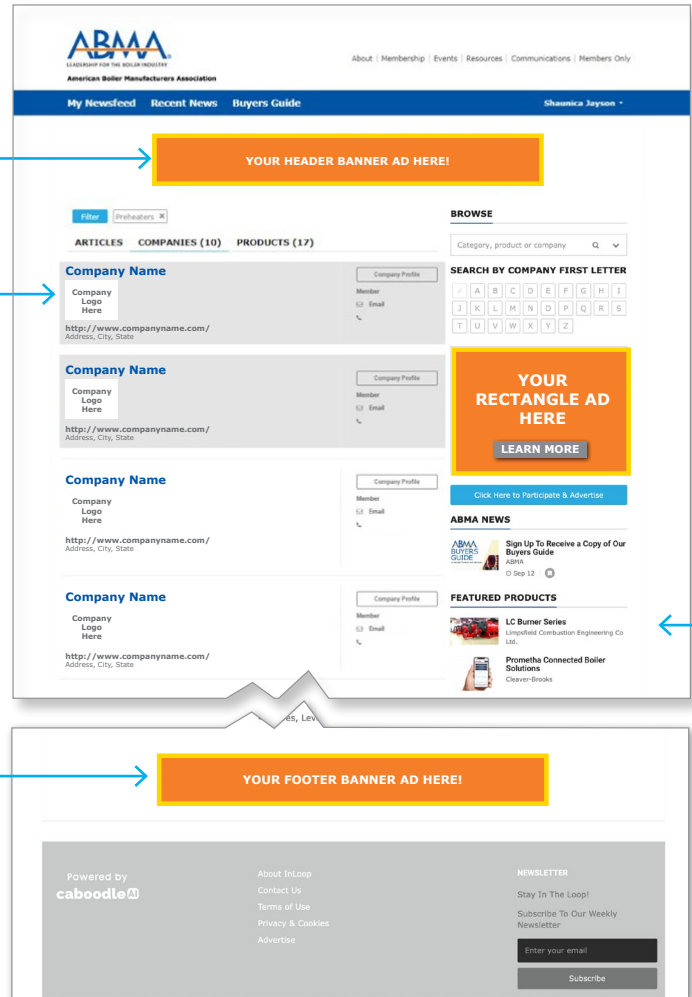 ABMA
LEADERSHIP FOR THE BOILER INDUSTRY
American Boiler Manufacturers Association
About | Membership | Events | Resources | Communications | Members Only
My Newsfeed Recent News Buyers Guide Shaunica Jayson
YOUR HEADER BANNER AD HERE!
Filter Preheaters ✖
ARTICLES COMPANIES (10) PRODUCTS (17)
Company Name
Company
Logo
Here
http://www.companyname.com/
Address, City, State
Company Profile
Member
Email
Company Name
Company
Logo
Here
http://www.companyname.com/
Address, City, State
Company Profile
Member
Email
Company Name
Company
Logo
Here
http://www.companyname.com/
Address, City, State
Company Profile
Member
Email
Company Name
Company
Logo
Here
http://www.companyname.com/
Address, City, State
Company Profile
Member
Email
BROWSE
Category, product or company
SEARCH BY COMPANY FIRST LETTER
# A B C D E F G H I
J K L M N O P Q R S
T U V W X Y Z
YOUR
RECTANGLE AD
HERE
LEARN MORE
Click Here to Participate & Advertise
ABMA NEWS
ABMA
BUYERS
GUIDE
Sign Up To Receive a Copy of Our
Buyers Guide
ABMA
Sep 12
FEATURED PRODUCTS
LC Burner Series
Limpsfield Combustion Engineering Co
Ltd.
Prometha Connected Boiler
Solutions
Cleaver-Brooks
YOUR FOOTER BANNER AD HERE!
Powered by
caboodle AI
About InLoop
Contact Us
Terms of Use
Privacy & Cookies
Advertise
NEWSLETTER
Stay In The Loop!
Subscribe To Our Weekly
Newsletter
Enter your email
Subscribe